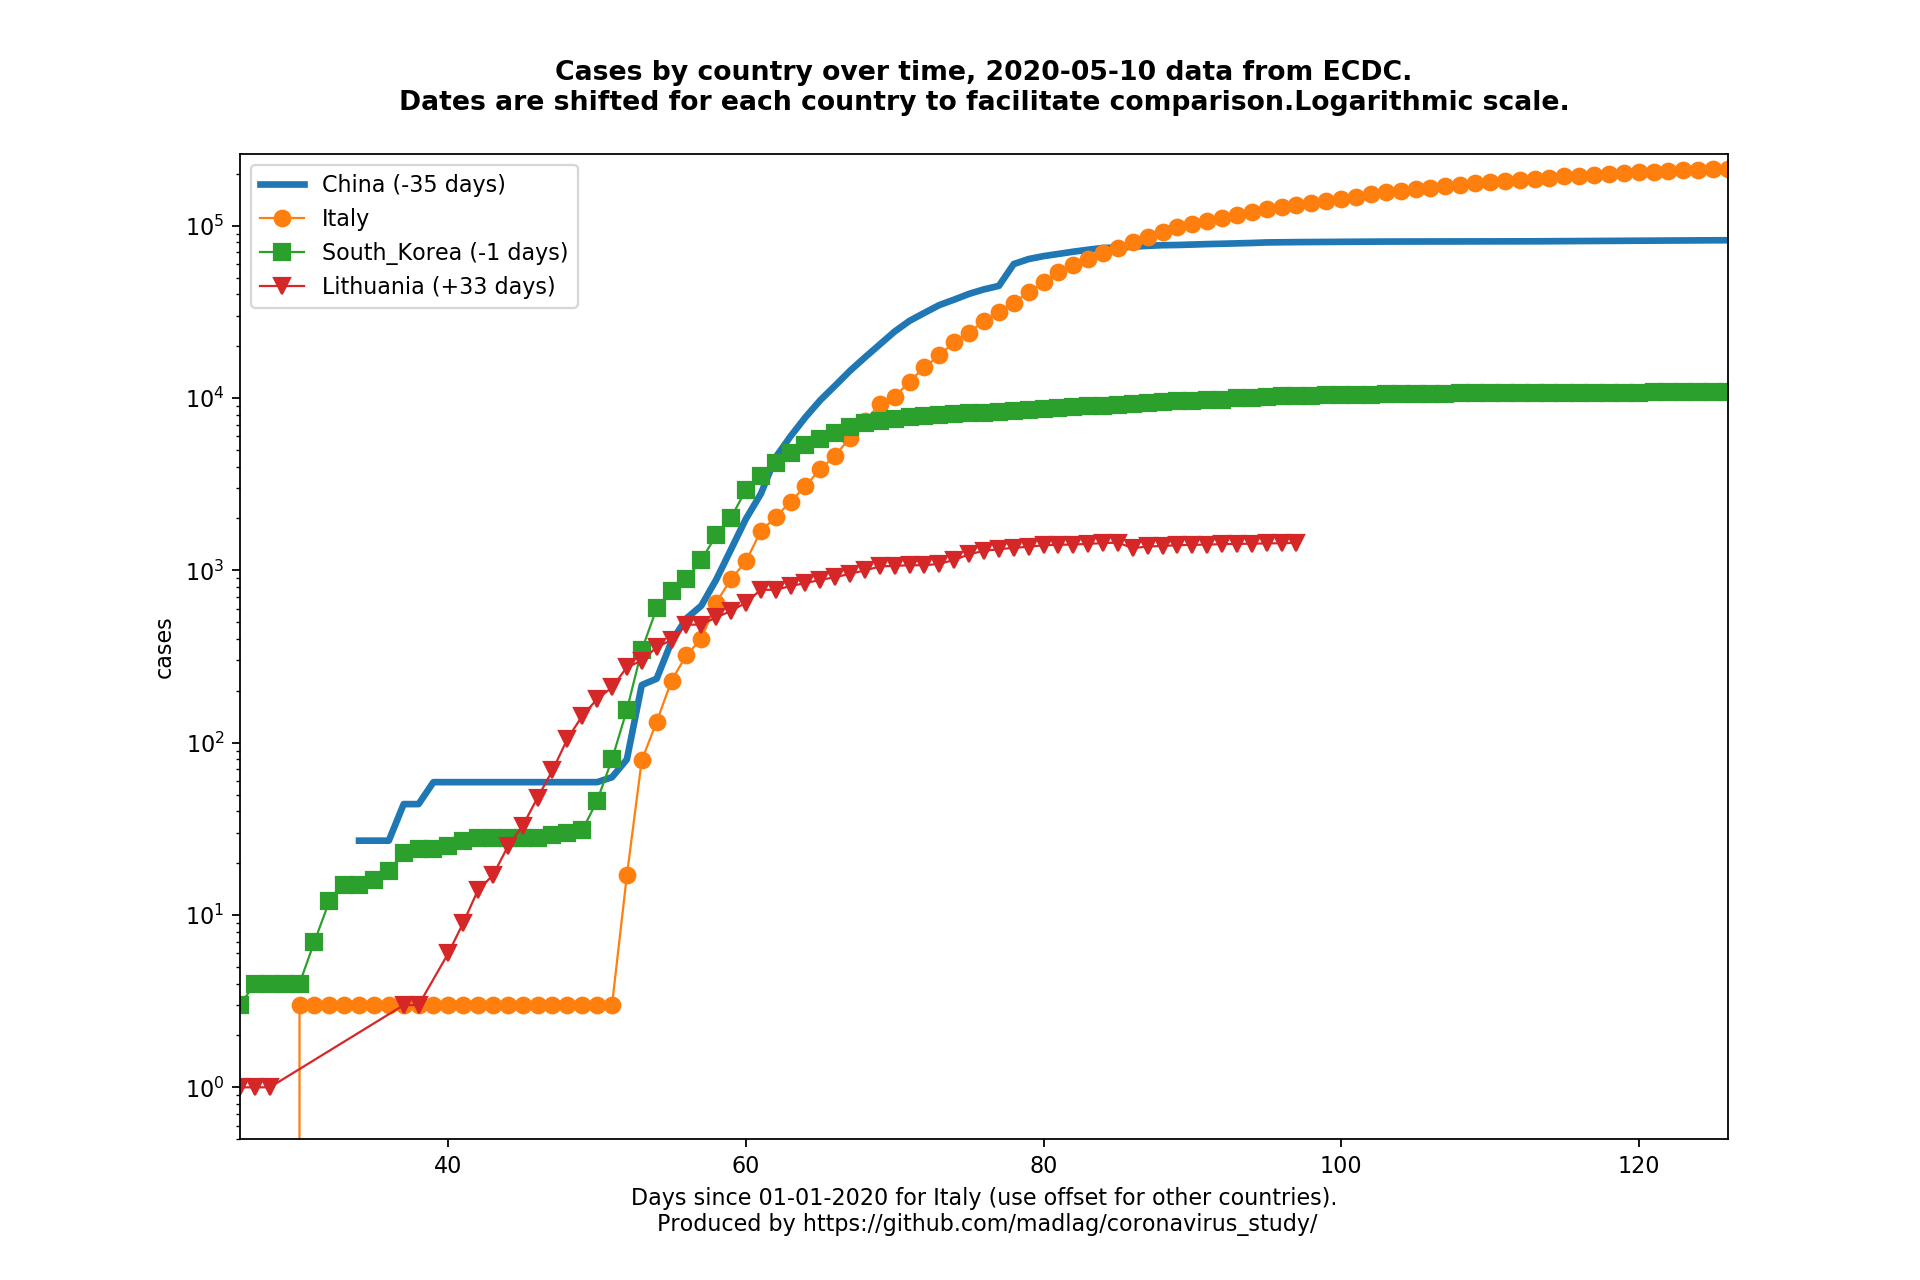 Cases by country over time, 2020-05-10 data from ECDC.
Dates are shifted for each country to facilitate comparison.Logarithmic scale.
China (-35 days)
Italy
South_Korea (-1 days)
Lithuania (+33 days)
10⁵
10⁴
10³
10²
10¹
10⁰
cases
40 60 80 100 120
Days since 01-01-2020 for Italy (use offset for other countries).
Produced by https://github.com/madlag/coronavirus_study/